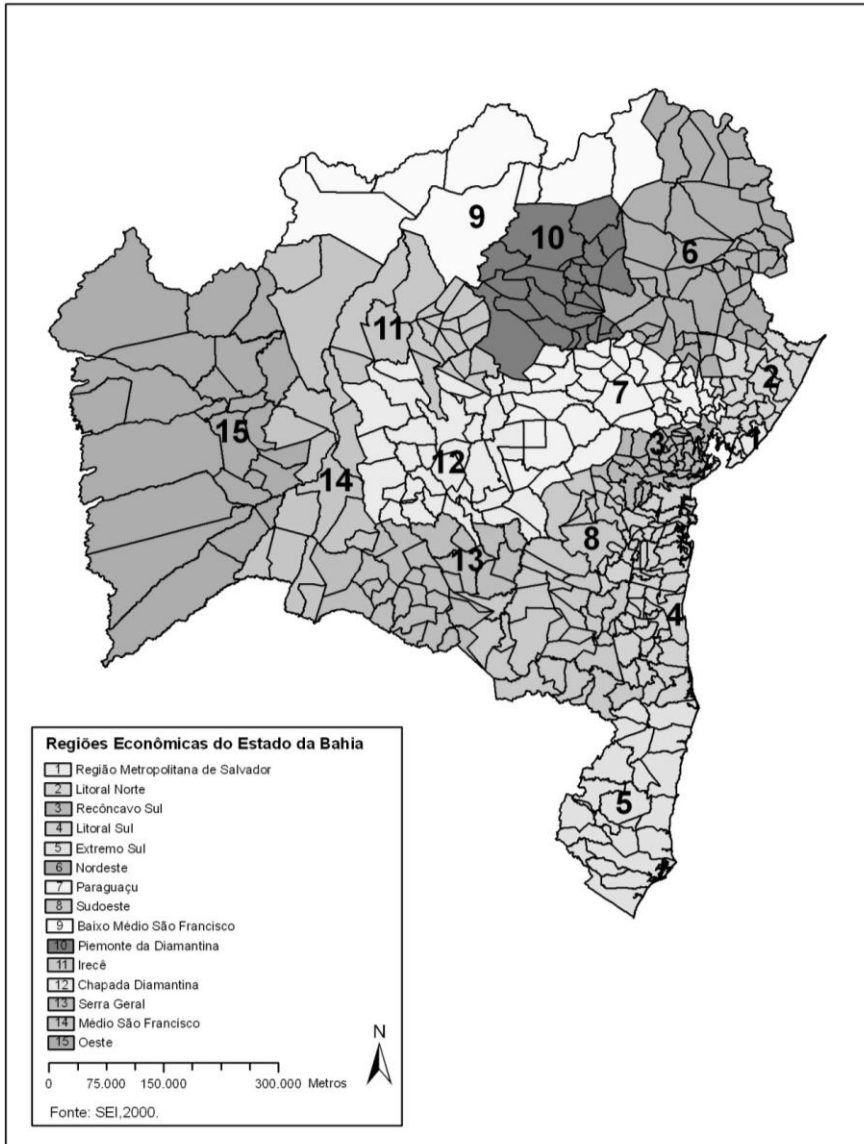 9
10
6
11
2
7
15
3
1
12
14
8
13
4
5
Regiões Econômicas do Estado da Bahia
1 Região Metropolitana de Salvador
2 Litoral Norte
3 Recôncavo Sul
4 Litoral Sul
5 Extremo Sul
6 Nordeste
7 Paraguaçu
8 Sudoeste
9 Baixo Médio São Francisco
10 Piemonte da Diamantina
11 Irecê
12 Chapada Diamantina
13 Serra Geral
14 Médio São Francisco
15 Oeste
N
0 75.000 150.000 300.000 Metros
Fonte: SEI,2000.